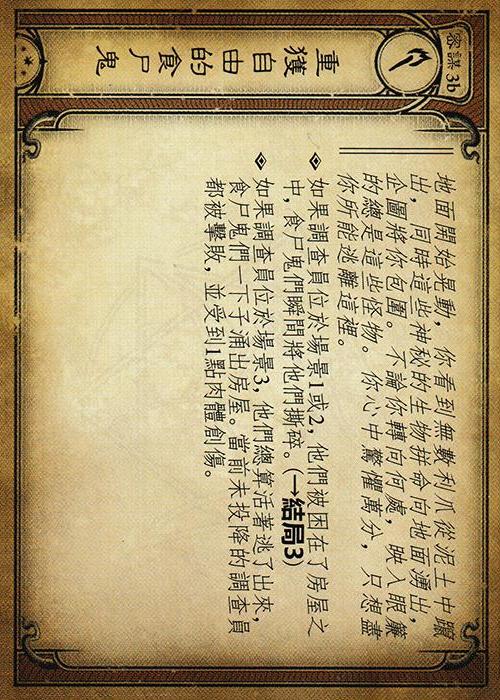 密謀 3b
重獲自由的食尸鬼
地面開始晃動，你看到無數利爪從泥土中躥
出，同時這些神秘的生物拼命向地面湧出，
企圖將你包圍。不論你轉向何處，映入眼簾
的總是這些怪物。你心中驚懼萬分，只想盡
你所能逃離這裡。
如果調查員位於場景1或2，他們被困在了房屋之
中，食尸鬼們瞬間將他們撕碎。(→結局3)
如果調查員位於場景3，他們總算活著逃了出來，
食尸鬼們一下子涌出房屋。當前未投降的調查員
都被擊敗，並受到1點肉體創傷。